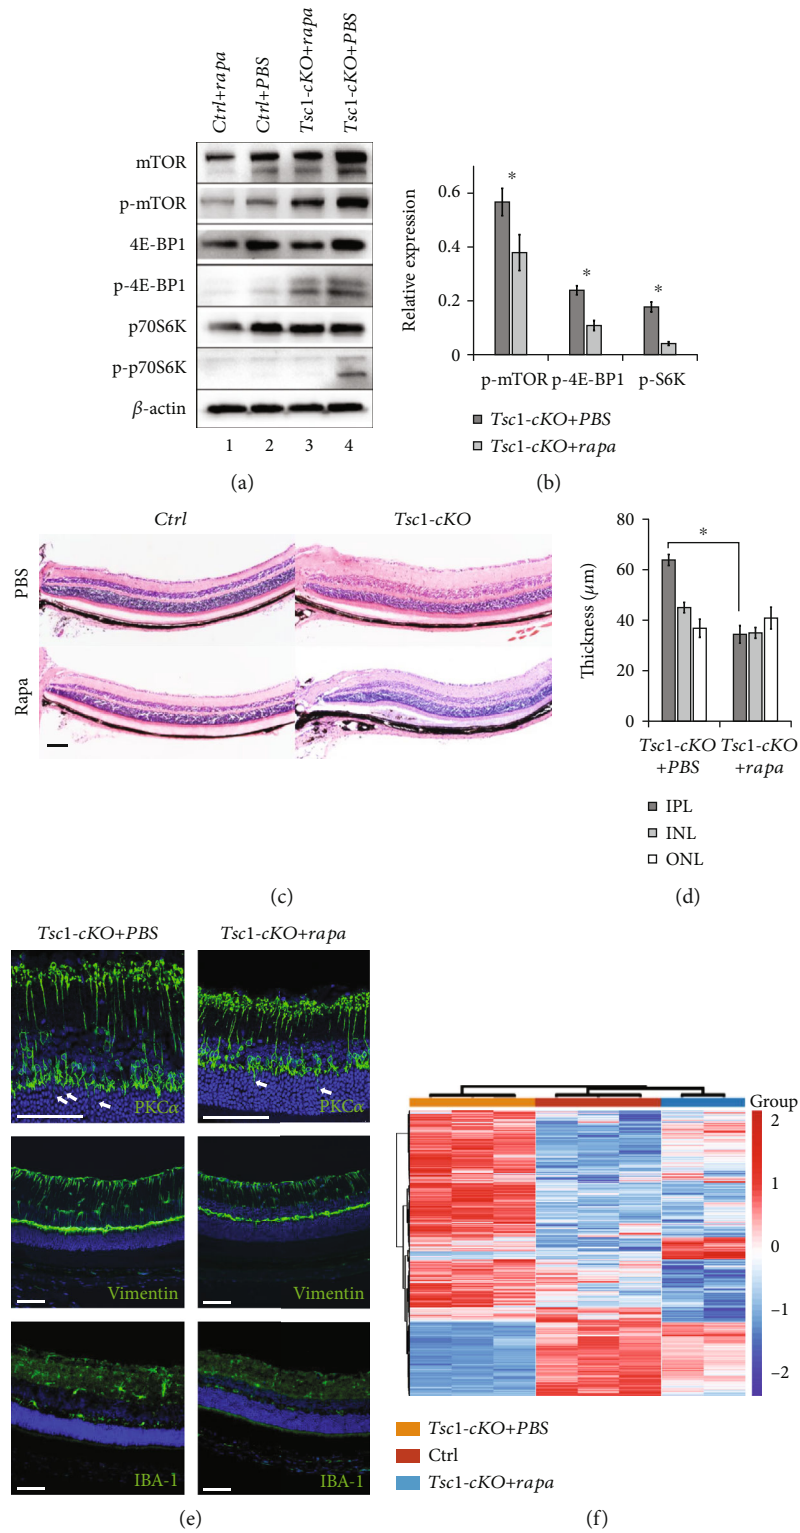 Ctrl+rapa
Ctrl+PBS
Tsc1-cKO+rapa
Tsc1-cKO+PBS
mTOR
p-mTOR
4E-BP1
p-4E-BP1
p70S6K
p-p70S6K
β-actin
1 2 3 4
(a)
Relative expression
0.6
0.4
0.2
0
*
*
*
p-mTOR p-4E-BP1 p-S6K
Tsc1-cKO+PBS
Tsc1-cKO+rapa
(b)
Ctrl
Tsc1-cKO
PBS
Rapa
(c)
Thickness (μm)
80
60
40
20
0
*
Tsc1-cKO Tsc1-cKO
+PBS +rapa
IPL
INL
ONL
(d)
Tsc1-cKO+PBS
Tsc1-cKO+rapa
PKCα
PKCα
Vimentin
Vimentin
IBA-1
IBA-1
(e)
Group
2
1
0
−1
−2
Tsc1-cKO+PBS
Ctrl
Tsc1-cKO+rapa
(f)